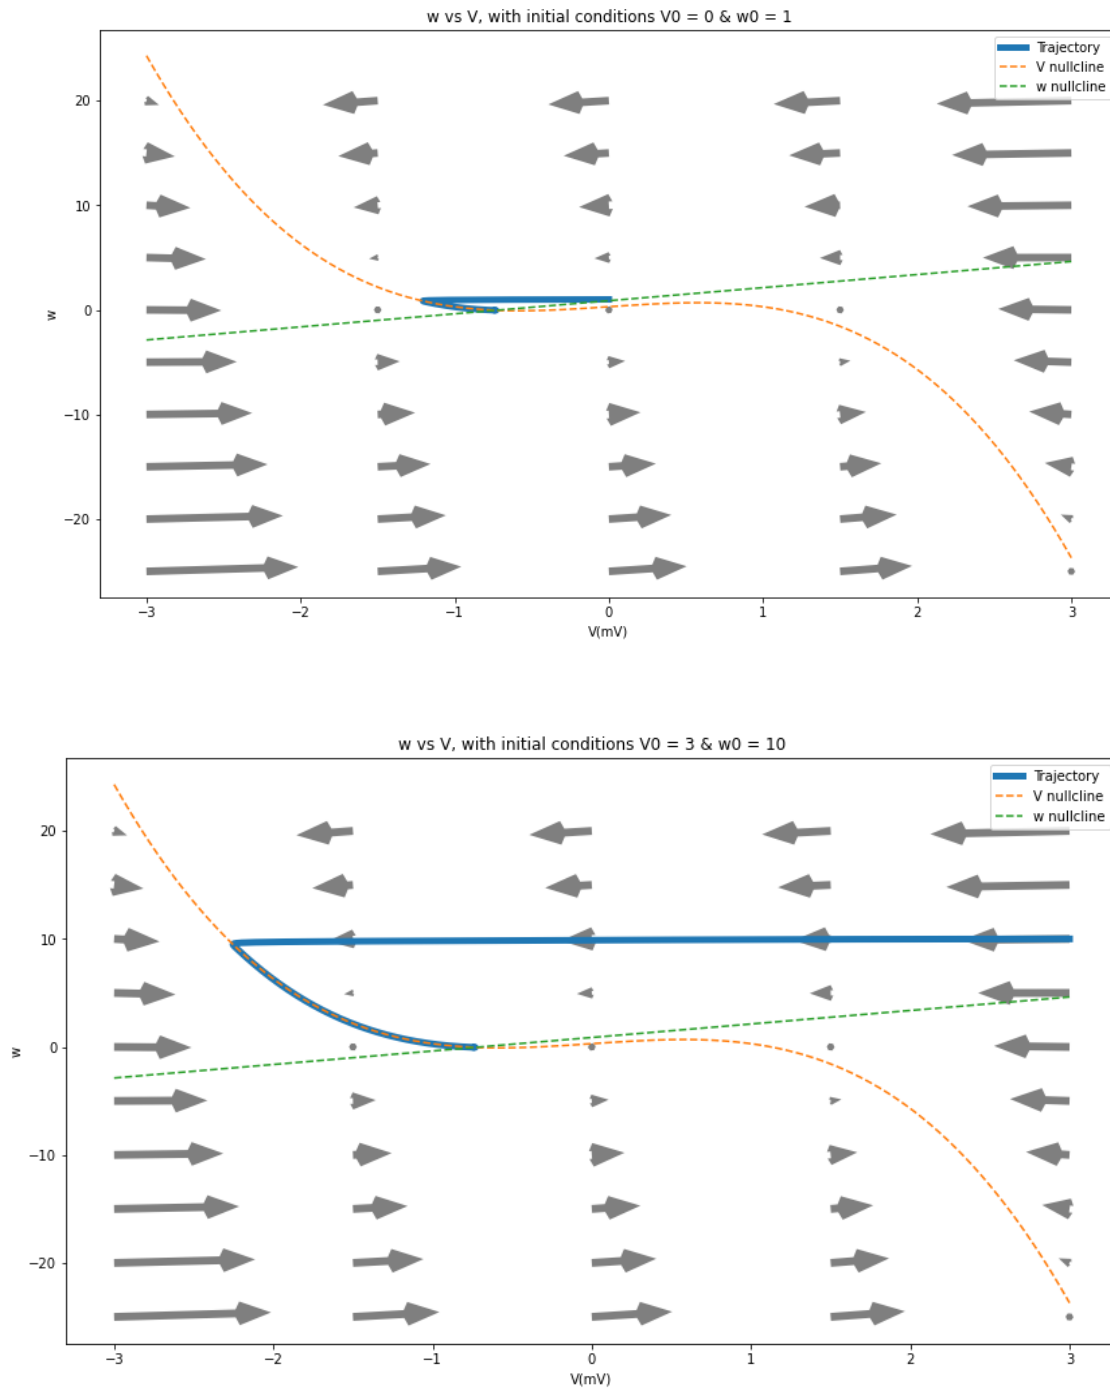 w vs V, with initial conditions V0 = 0 & w0 = 1
Trajectory
V nullcline
w nullcline
20
10
0
−10
−20
w
−3
−2
−1
0
1
2
3
V(mV)
w vs V, with initial conditions V0 = 3 & w0 = 10
Trajectory
V nullcline
w nullcline
20
10
0
−10
−20
w
−3
−2
−1
0
1
2
3
V(mV)